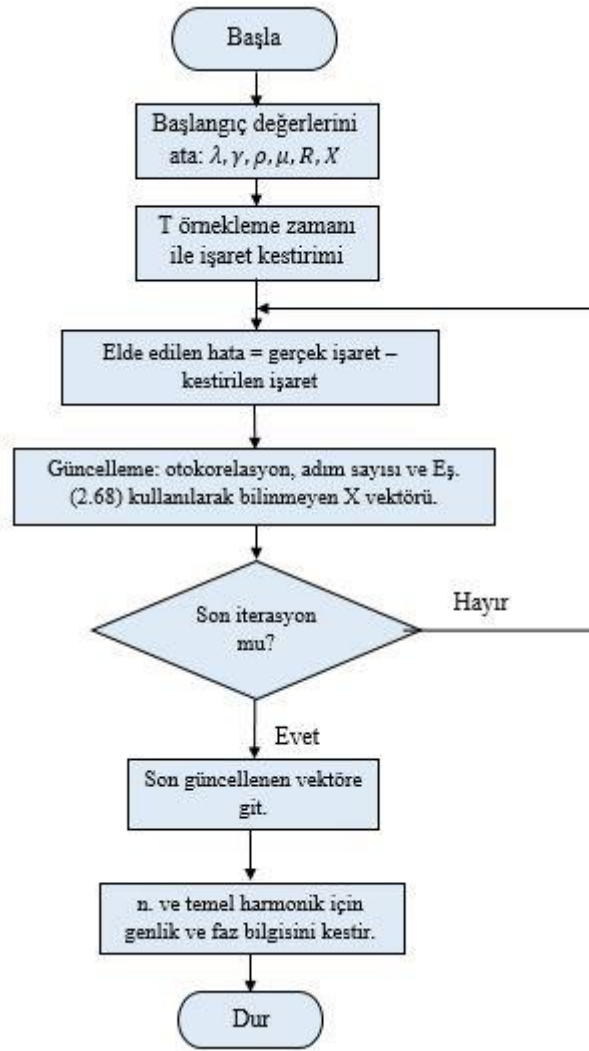 Başla
Başlangıç değerlerini
ata: λ, γ, ρ, μ, R, X
T örnekleme zamanı
ile işaret kestirimi
Elde edilen hata = gerçek işaret –
kestirilen işaret
Güncelleme: otokorelasyon, adım sayısı ve Eş.
(2.68) kullanılarak bilinmeyen X vektörü.
Son iterasyon
mu?
Hayır
Evet
Son güncellenen vektöre
git.
n. ve temel harmonik için
genlik ve faz bilgisini kestir.
Dur